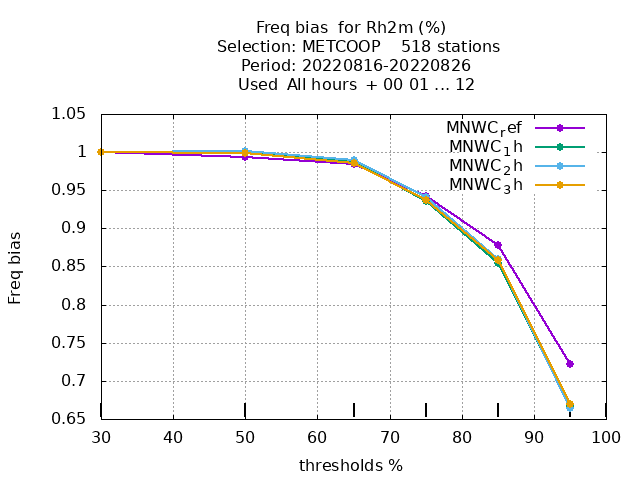 Freq bias  for Rh2m (%)
Selection: METCOOP    518 stations
Period: 20220816-20220826
Used  All hours  + 00 01 ... 12
1.05
1
0.95
0.9
0.85
0.8
0.75
0.7
0.65
Freq bias
MNWC_ref
MNWC_1h
MNWC_2h
MNWC_3h
30 40 50 60 70 80 90 100
thresholds %